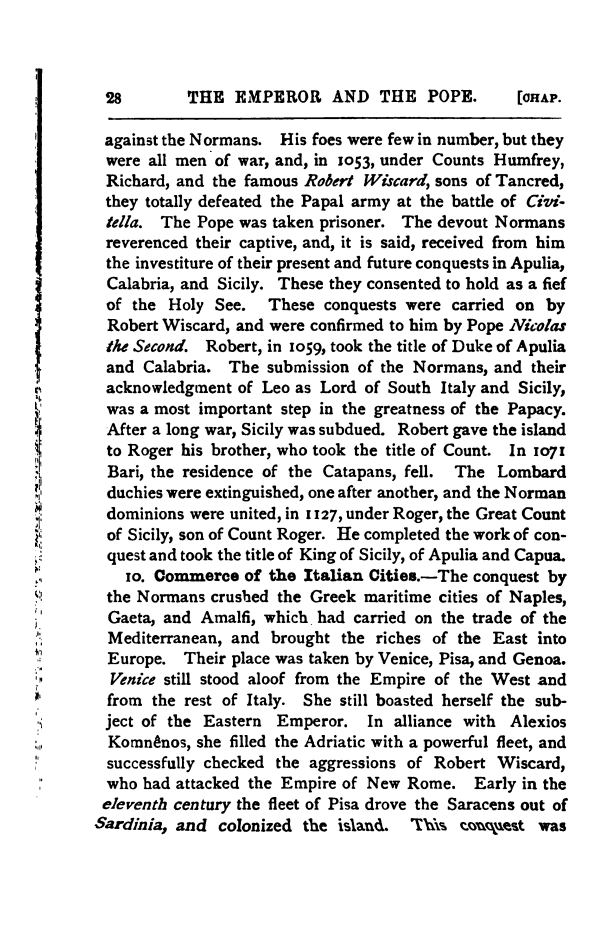 28 THE EMPEROR AND THE POPE. [CHAP.
against the Normans. His foes were few in number, but they
were all men of war, and, in 1053, under Counts Humfrey,
Richard, and the famous Robert Wiscard, sons of Tancred,
they totally defeated the Papal army at the battle of Civi-
tella. The Pope was taken prisoner. The devout Normans
reverenced their captive, and, it is said, received from him
the investiture of their present and future conquests in Apulia,
Calabria, and Sicily. These they consented to hold as a fief
of the Holy See. These conquests were carried on by
Robert Wiscard, and were confirmed to him by Pope Nicolas
the Second. Robert, in 1059, took the title of Duke of Apulia
and Calabria. The submission of the Normans, and their
acknowledgment of Leo as Lord of South Italy and Sicily,
was a most important step in the greatness of the Papacy.
After a long war, Sicily was subdued. Robert gave the island
to Roger his brother, who took the title of Count. In 1071
Bari, the residence of the Catapans, fell. The Lombard
duchies were extinguished, one after another, and the Norman
dominions were united, in 1127, under Roger, the Great Count
of Sicily, son of Count Roger. He completed the work of con-
quest and took the title of King of Sicily, of Apulia and Capua.
10. Commerce of the Italian Cities.—The conquest by
the Normans crushed the Greek maritime cities of Naples,
Gaeta, and Amalfi, which had carried on the trade of the
Mediterranean, and brought the riches of the East into
Europe. Their place was taken by Venice, Pisa, and Genoa.
Venice still stood aloof from the Empire of the West and
from the rest of Italy. She still boasted herself the sub-
ject of the Eastern Emperor. In alliance with Alexios
Komnênos, she filled the Adriatic with a powerful fleet, and
successfully checked the aggressions of Robert Wiscard,
who had attacked the Empire of New Rome. Early in the
eleventh century the fleet of Pisa drove the Saracens out of
Sardinia, and colonized the island. This conquest was